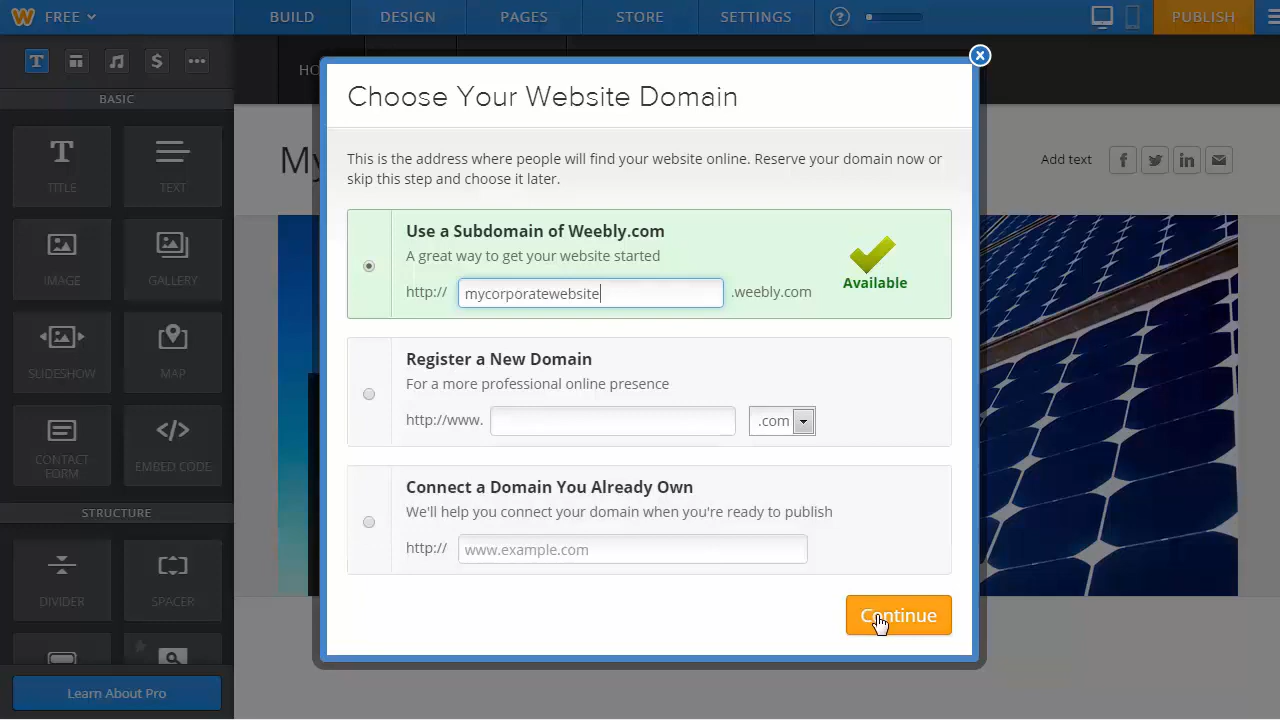 FREE
BUILD
DESIGN
PAGES
STORE
SETTINGS
?
PUBLISH
T
$
BASIC
T
TITLE
TEXT
IMAGE
GALLERY
SLIDESHOW
MAP
CONTACT
FORM
EMBED CODE
STRUCTURE
DIVIDER
SPACER
Learn About Pro
HO
My
Add text
Choose Your Website Domain
This is the address where people will find your website online. Reserve your domain now or
skip this step and choose it later.
Use a Subdomain of Weebly.com
A great way to get your website started
http:// mycorporatewebsite .weebly.com
Available
Register a New Domain
For a more professional online presence
http://www. .com
Connect a Domain You Already Own
We'll help you connect your domain when you're ready to publish
http:// www.example.com
Continue